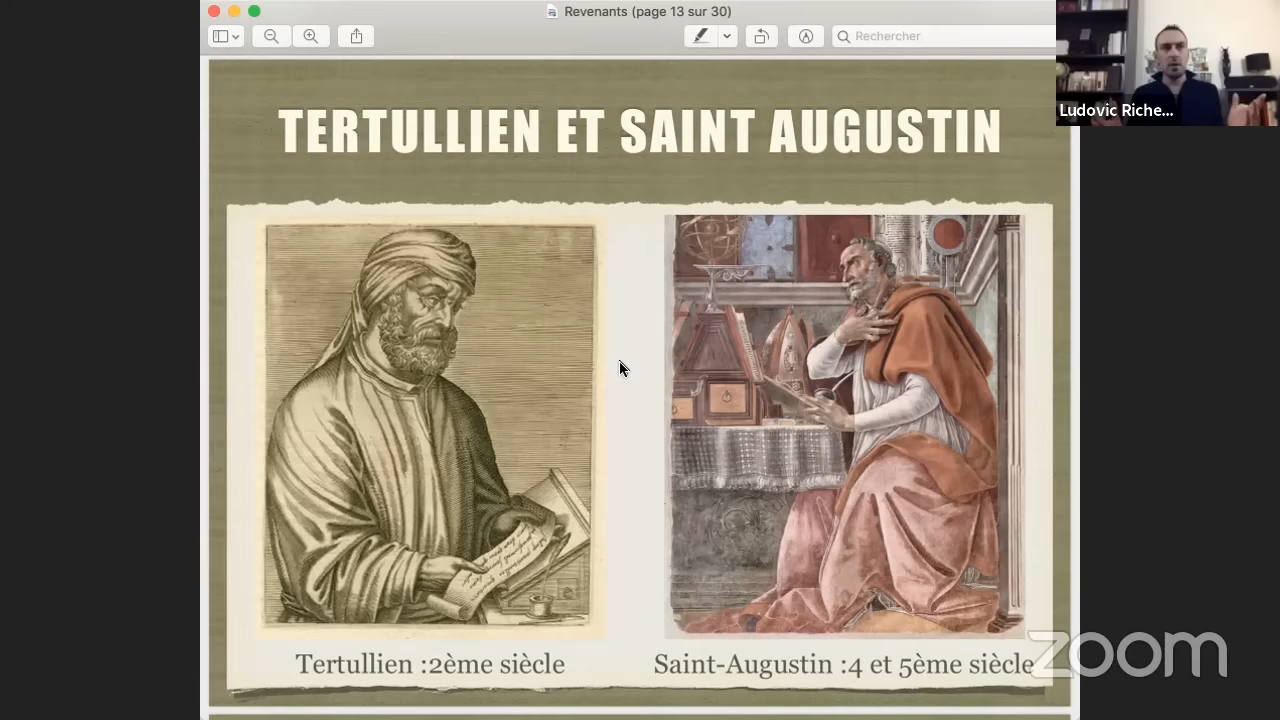 Revenants (page 13 sur 30)
Rechercher
Ludovic Riche...
TERTULLIEN ET SAINT AUGUSTIN
Tertullien :2ème siècle
Saint-Augustin :4 et 5ème siècle
zoom